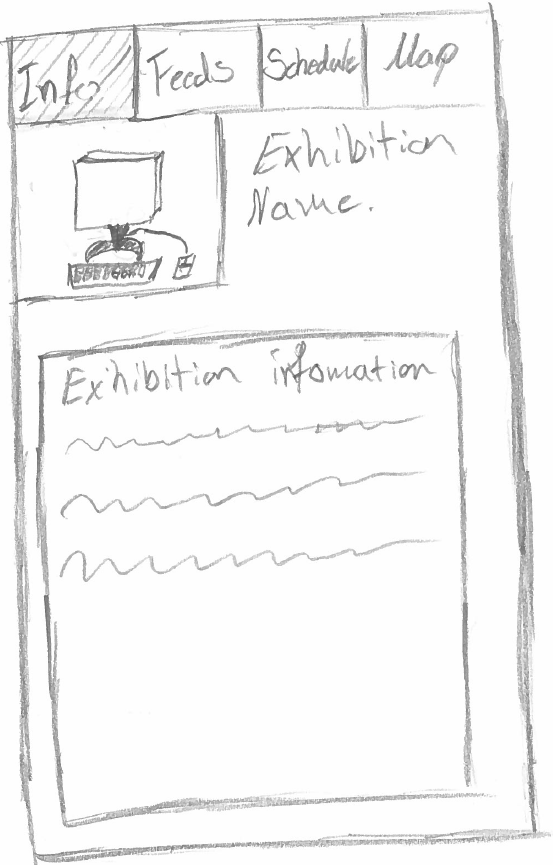 Info Feeds Schedule Map
Exhibition
Name.
Exhibition infomation